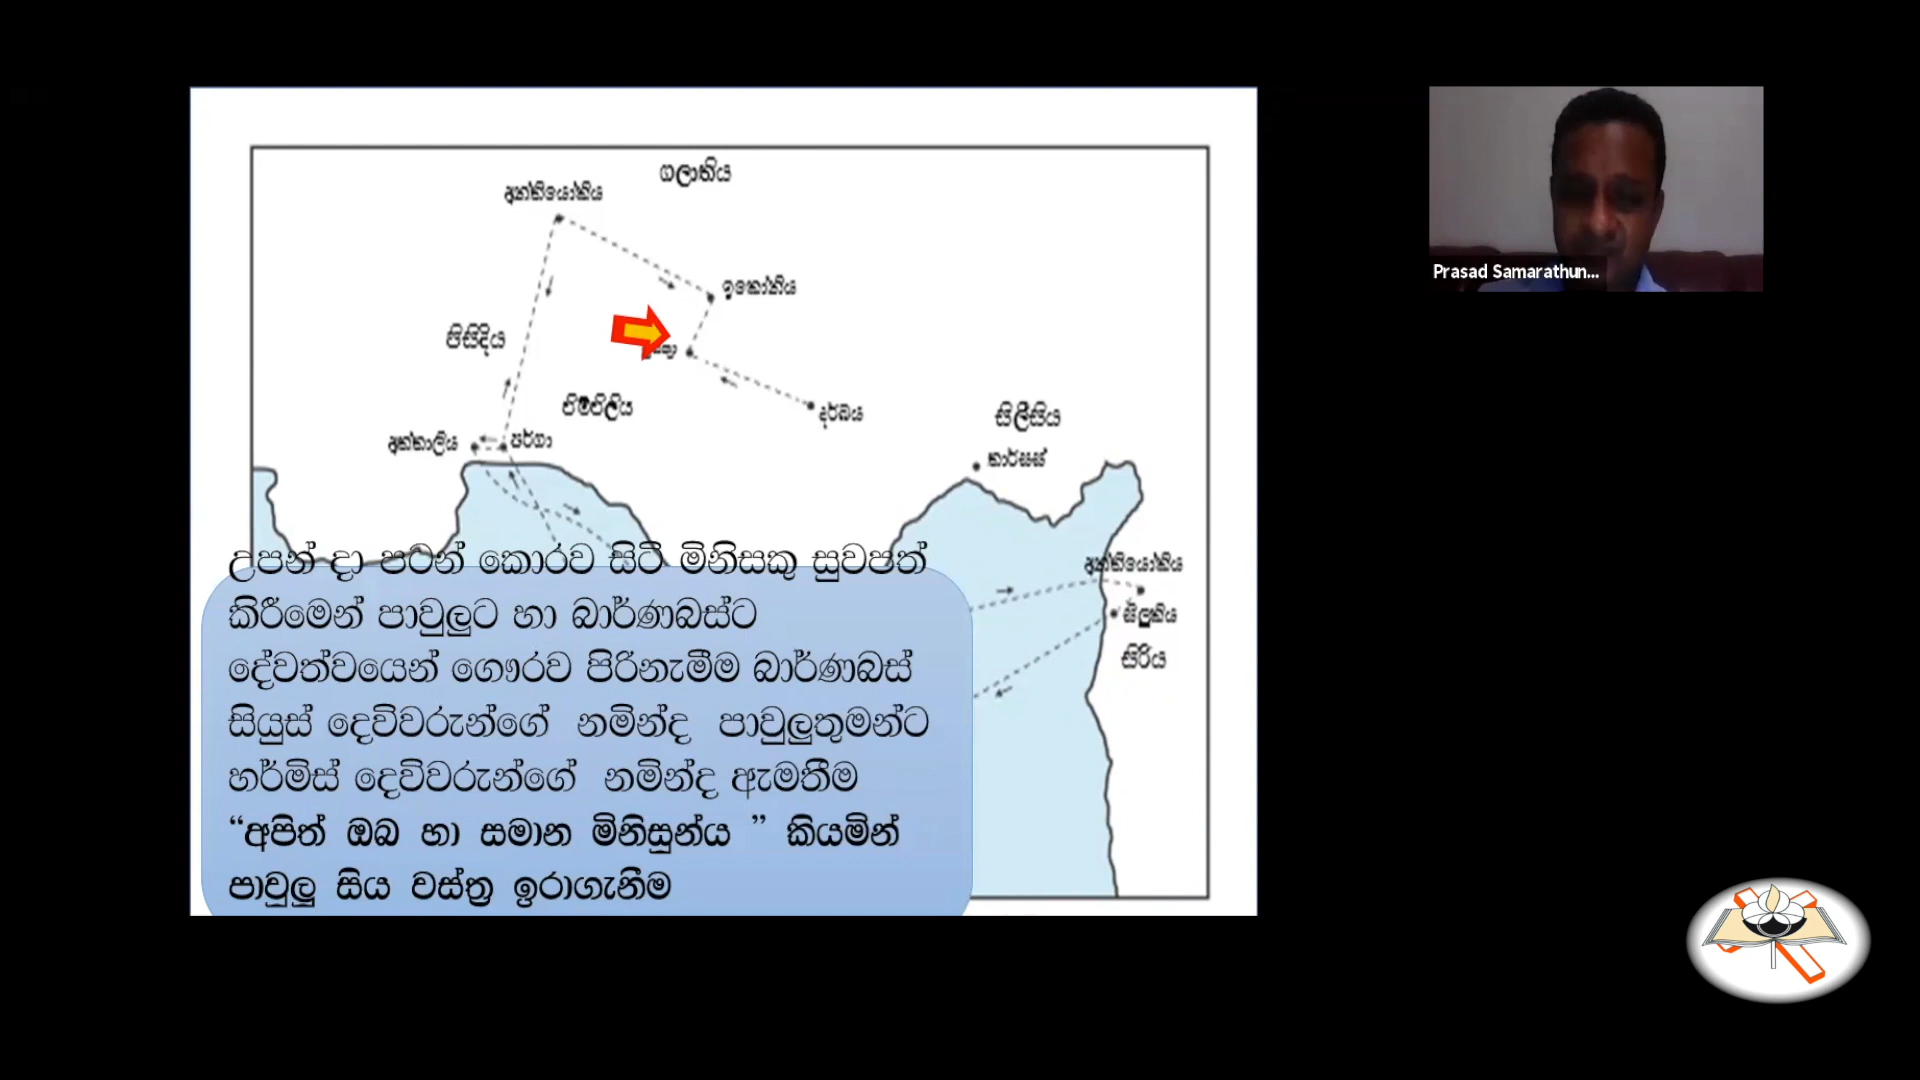 ගලාතිය
අන්තියෝකිය
ඉකෝනිය
පිසිදිය
පම්පිලිය
දර්බය
අත්තාලිය
පර්ගා
සිලීසිය
තාර්සස්
අන්තියෝකිය
සිලුකිය
සිරිය
උපන් දා පටන් කොරව සිටි මිනිසකු සුවපත්
කිරීමෙන් පාවුලුට හා බාර්ණබස්ට
දේවත්වයෙන් ගෞරව පිරිනැමීම බාර්ණබස්
සියුස් දෙවිවරුන්ගේ නමින්ද පාවුලුතුමන්ට
හර්මිස් දෙවිවරුන්ගේ නමින්ද ඇමතීම
“අපිත් ඔබ හා සමාන මිනිසුන්ය ” කියමින්
පාවුලු සිය වස්ත්‍ර ඉරාගැනීම
Prasad Samarathun...